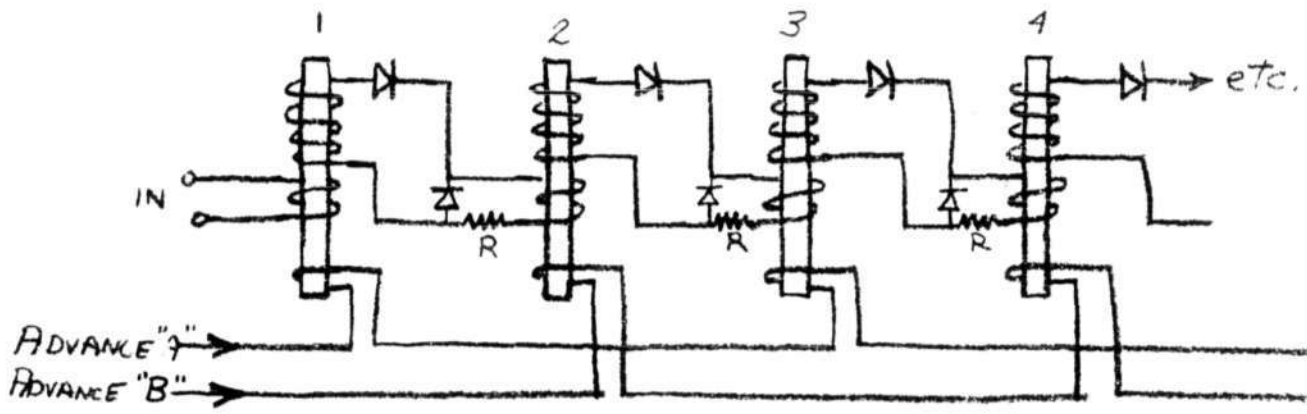 1 2 3 4
etc.
IN
R R R
ADVANCE "A"
ADVANCE "B"